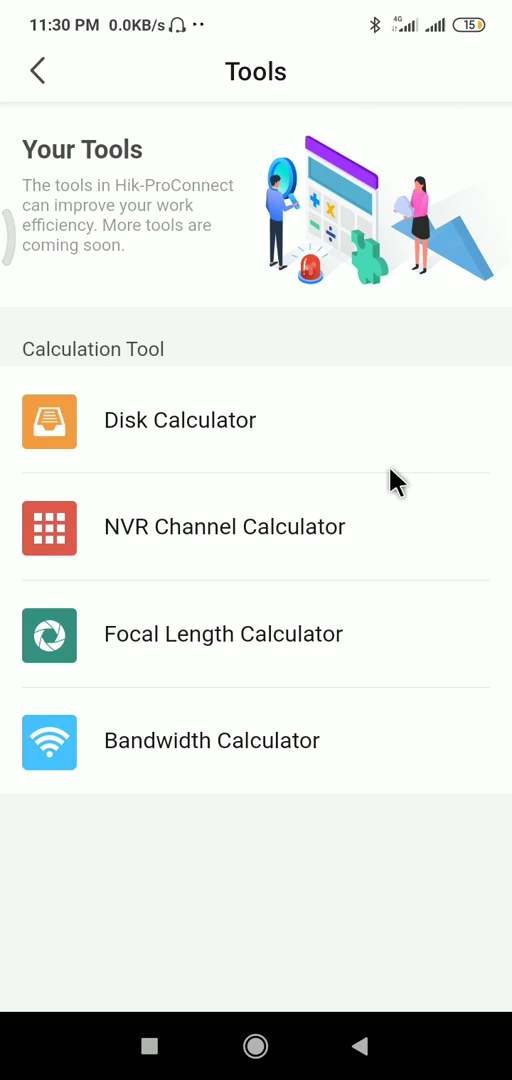 11:30 PM 0.0KB/s 4G 15
Tools
Your Tools
The tools in Hik-ProConnect
can improve your work
efficiency. More tools are
coming soon.
Calculation Tool
Disk Calculator
NVR Channel Calculator
Focal Length Calculator
Bandwidth Calculator